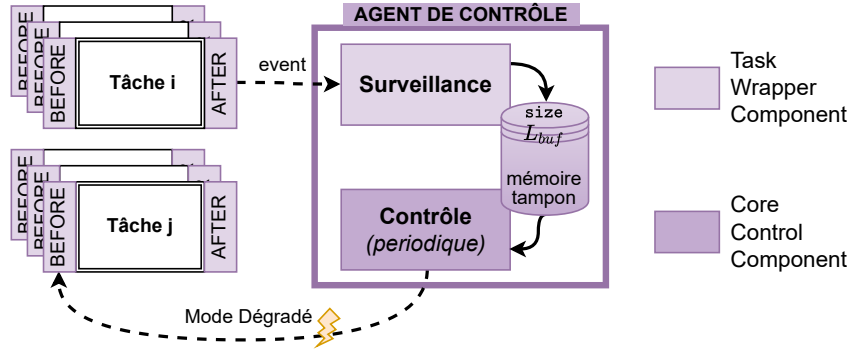 AGENT DE CONTRÔLE
BEFORE
BEFORE
BEFORE
Tâche i
AFTER
event
Surveillance
size
L_buf
mémoire
tampon
Contrôle
(periodique)
BEFORE
BEFORE
BEFORE
Tâche j
AFTER
Mode Dégradé
Task
Wrapper
Component
Core
Control
Component